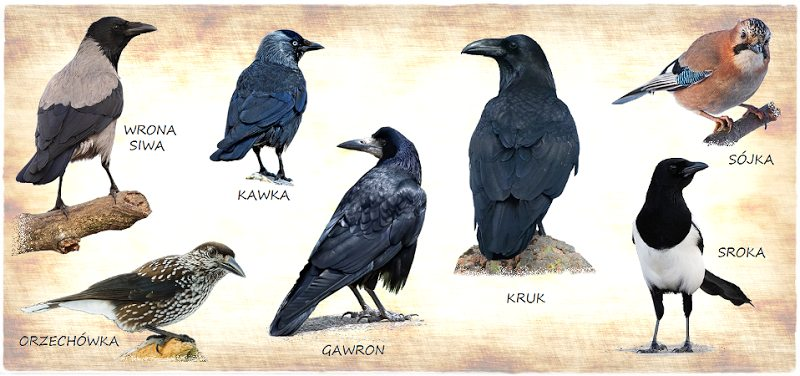 WRONA
SIWA
KAWKA
SÓJKA
SROKA
KRUK
ORZECHÓWKA
GAWRON